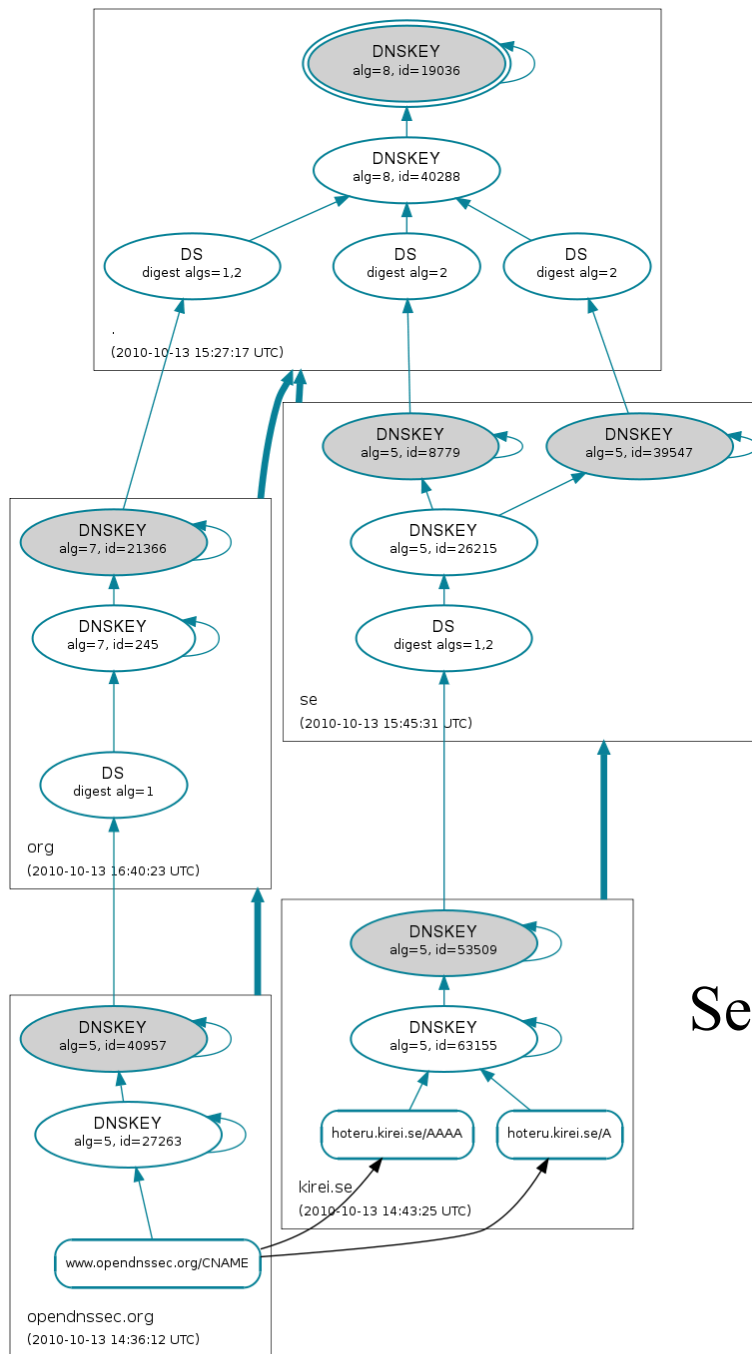 DNSKEY
alg=8, id=19036
DNSKEY
alg=8, id=40288
DS
digest algs=1,2
DS
digest alg=2
DS
digest alg=2
.
(2010-10-13 15:27:17 UTC)
DNSKEY
alg=5, id=8779
DNSKEY
alg=5, id=39547
DNSKEY
alg=5, id=26215
DS
digest algs=1,2
se
(2010-10-13 15:45:31 UTC)
DNSKEY
alg=7, id=21366
DNSKEY
alg=7, id=245
DS
digest alg=1
org
(2010-10-13 16:40:23 UTC)
DNSKEY
alg=5, id=53509
DNSKEY
alg=5, id=63155
hoteru.kirei.se/AAAA
hoteru.kirei.se/A
kirei.se
(2010-10-13 14:43:25 UTC)
DNSKEY
alg=5, id=40957
DNSKEY
alg=5, id=27263
www.opendnssec.org/CNAME
opendnssec.org
(2010-10-13 14:36:12 UTC)
Se